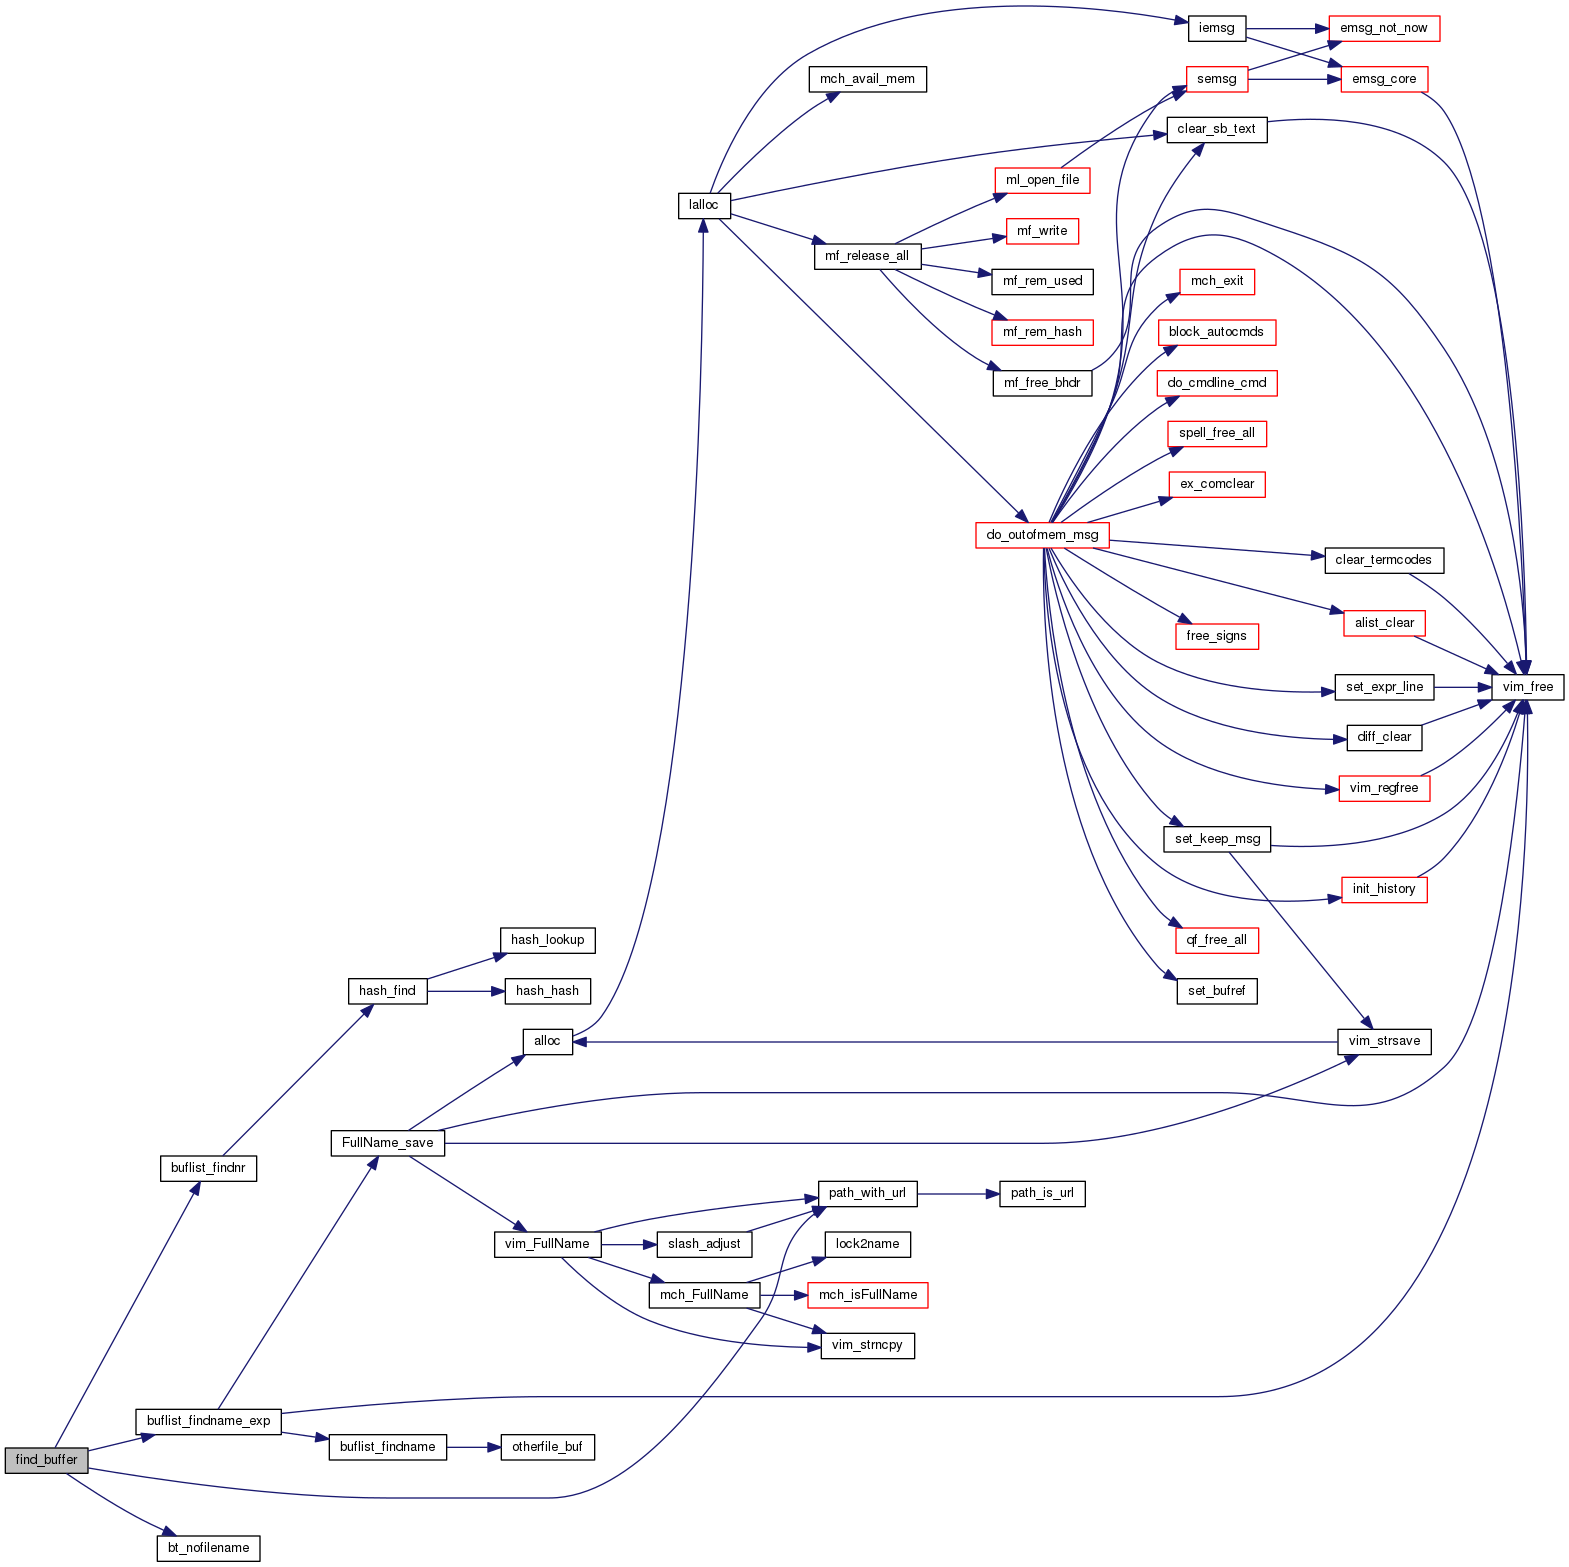 iemsg
emsg_not_now
mch_avail_mem
semsg
emsg_core
clear_sb_text
ml_open_file
lalloc
mf_write
mf_release_all
mf_rem_used
mch_exit
mf_rem_hash
block_autocmds
mf_free_bhdr
do_cmdline_cmd
spell_free_all
ex_comclear
do_outofmem_msg
clear_termcodes
alist_clear
free_signs
set_expr_line
vim_free
diff_clear
vim_regfree
set_keep_msg
init_history
hash_lookup
qf_free_all
hash_find
hash_hash
set_bufref
alloc
vim_strsave
FullName_save
buflist_findnr
path_with_url
path_is_url
vim_FullName
slash_adjust
lock2name
mch_FullName
mch_isFullName
vim_strncpy
buflist_findname_exp
buflist_findname
otherfile_buf
find_buffer
bt_nofilename